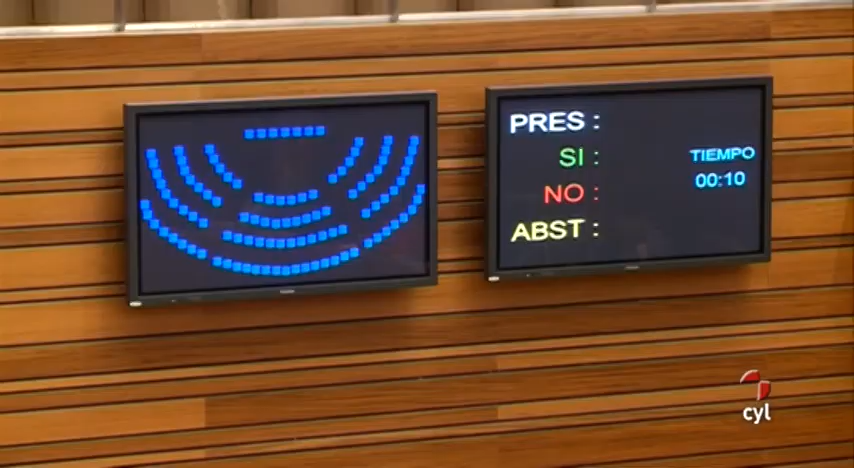 PRES :
SI :
NO :
ABST :
TIEMPO
00:10
cyl